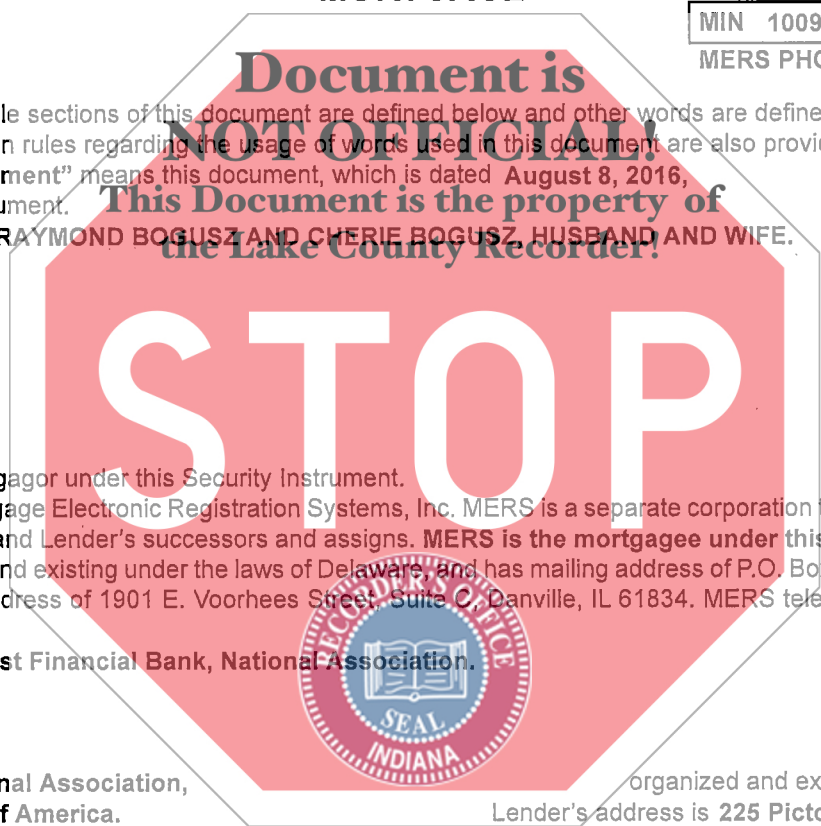 MIN 1009
MERS PHO
Document is
le sections of this document are defined below and other words are define
NOT OFFICIAL!
n rules regarding the usage of words used in this document are also provi
ment" means this document, which is dated August 8, 2016,
This Document is the property of
ument.
RAYMOND BOGUSZ AND CHERIE BOGUSZ, HUSBAND AND WIFE.
the Lake County Recorder!
STOP
gagor under this Security Instrument.
gage Electronic Registration Systems, Inc. MERS is a separate corporation t
and Lender's successors and assigns. MERS is the mortgagee under this
nd existing under the laws of Delaware, and has mailing address of P.O. Bo
dress of 1901 E. Voorhees Street, Suite C, Danville, IL 61834. MERS tele
RECORDER'S OFFICE
st Financial Bank, National Association.
SEAL
INDIANA
nal Association, organized and ex
f America. Lender's address is 225 Picto